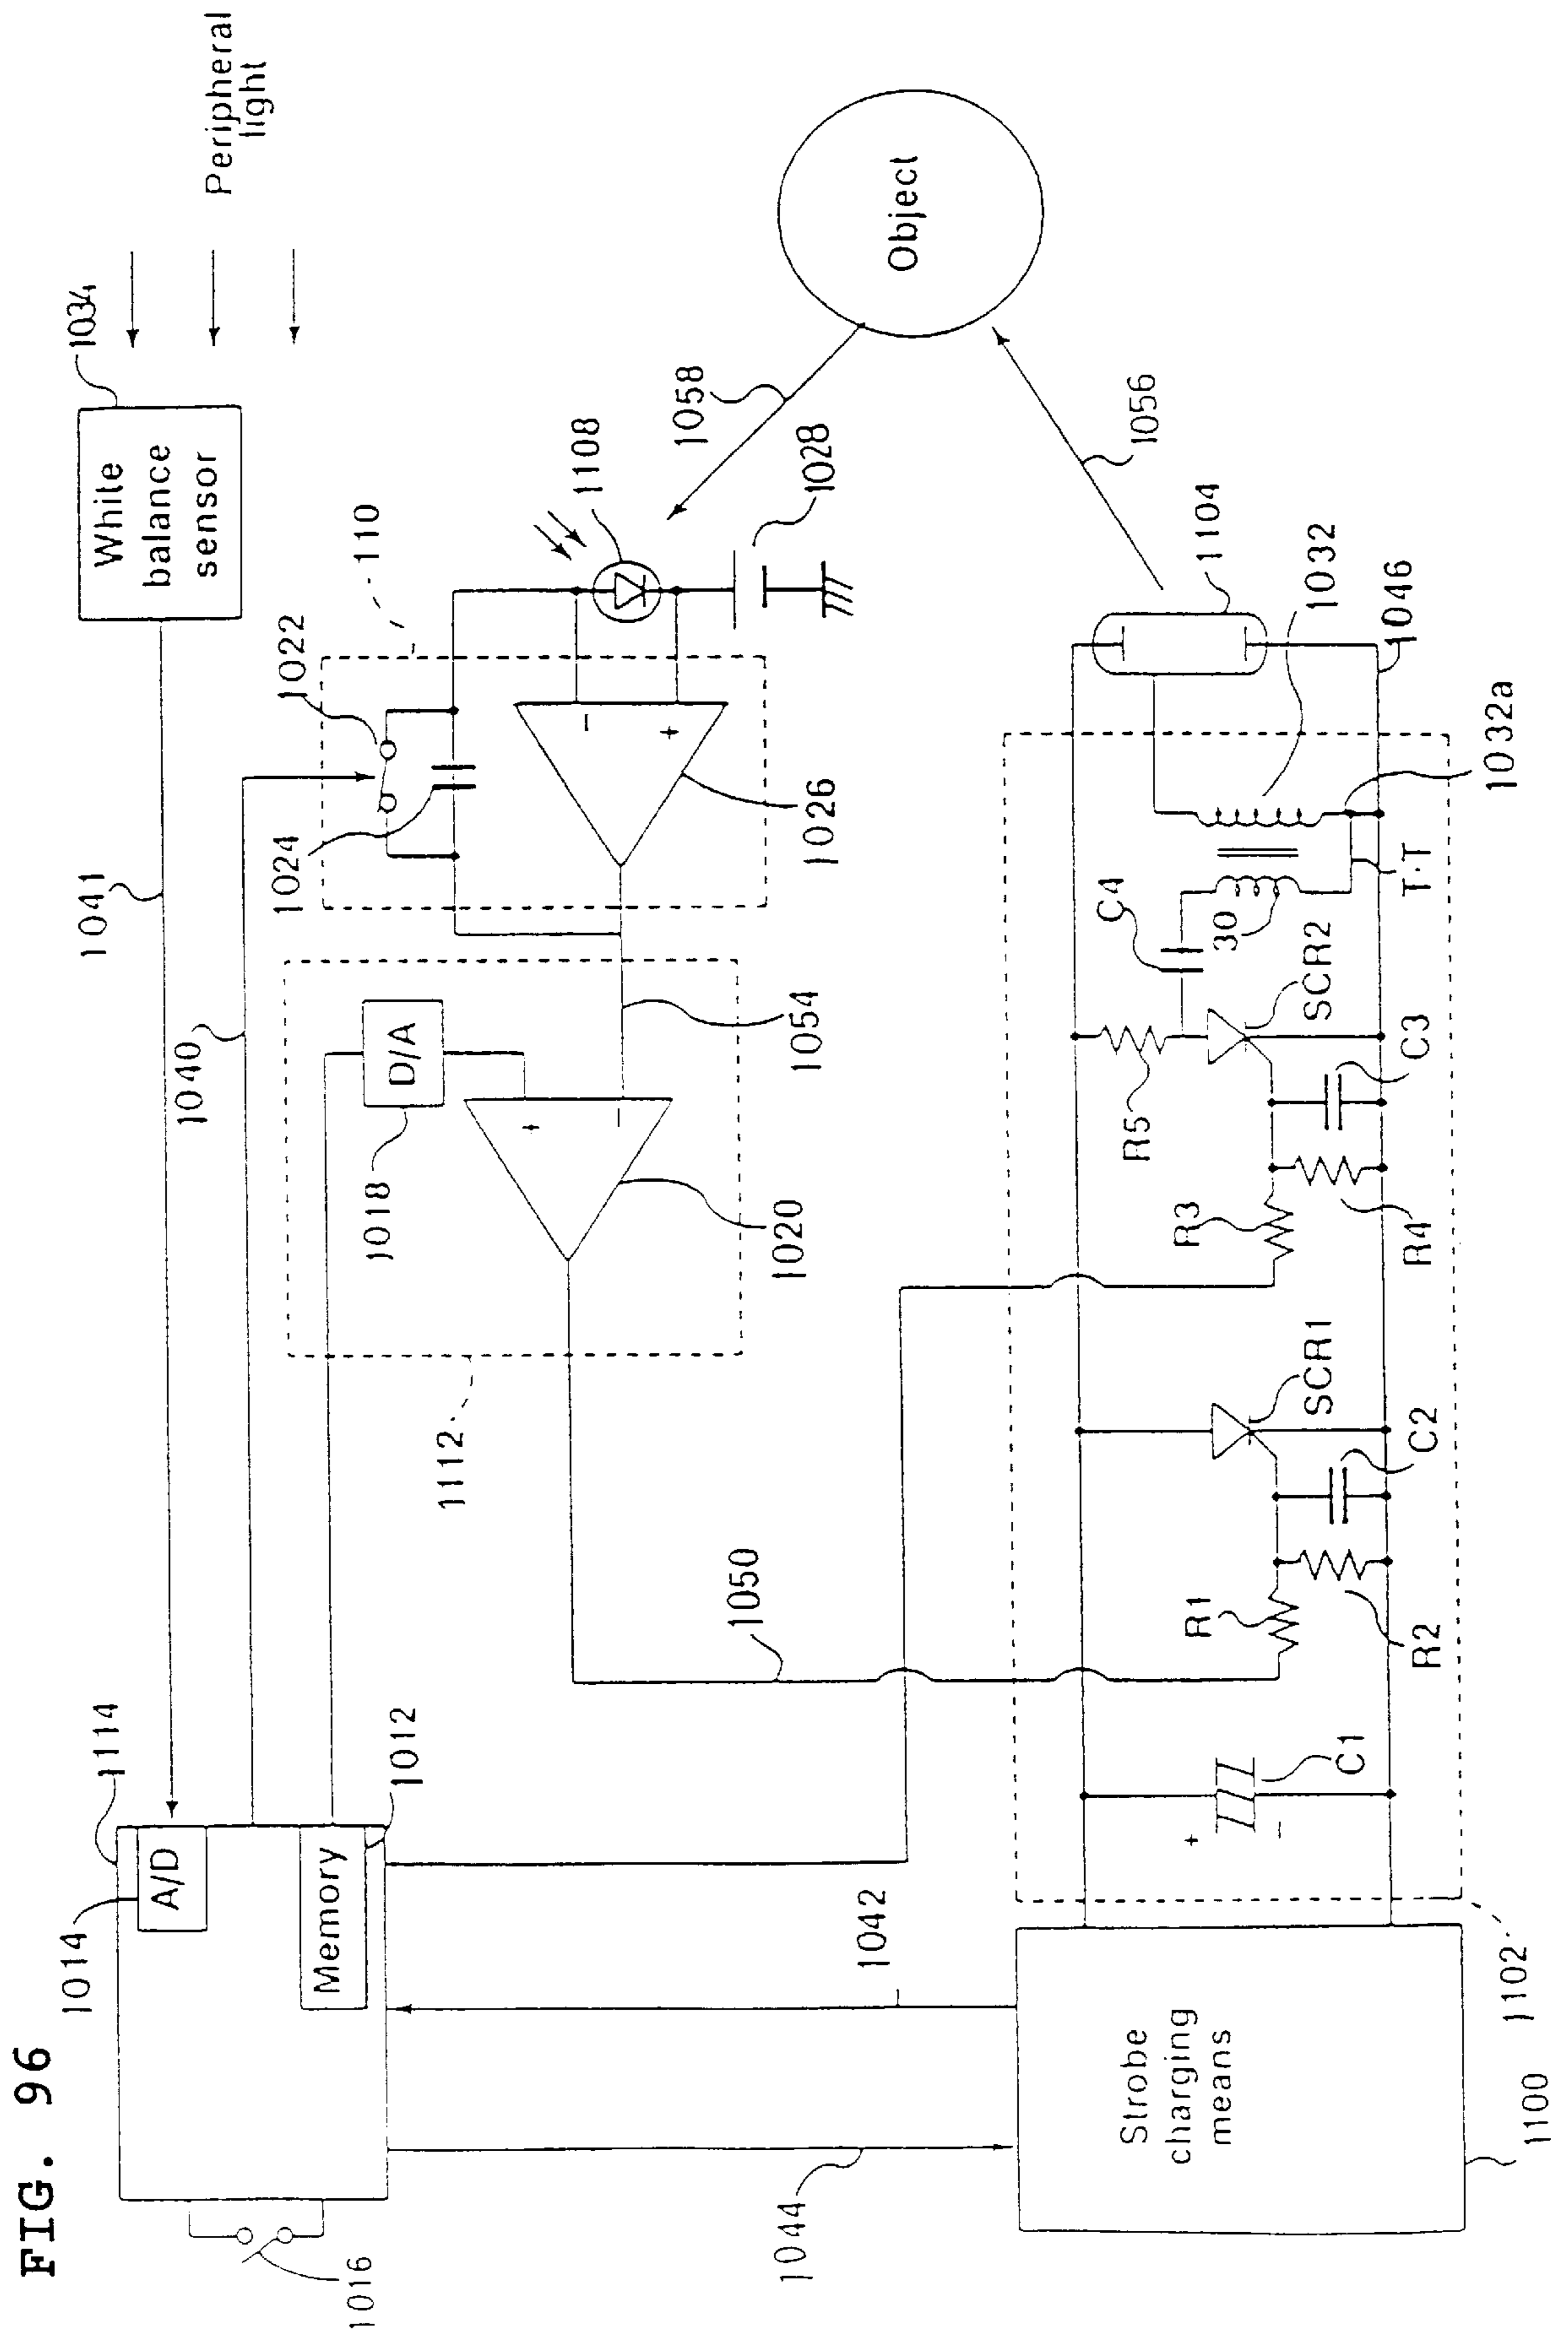 FIG. 96
1016
1014
A/D
1114
Memory
1012
1041
1040
White
balance
sensor
1034
Peripheral
light
1022
1024
110
1026
1108
1028
1058
Object
1056
D/A
1018
1020
1054
1112
1050
1044
1042
Strobe
charging
means
1100
1102
C1
R1
R2
C2
SCR1
R3
R4
C3
SCR2
R5
C4
30
T·T
1032a
1032
1046
1104
+
−
+
−
+
−